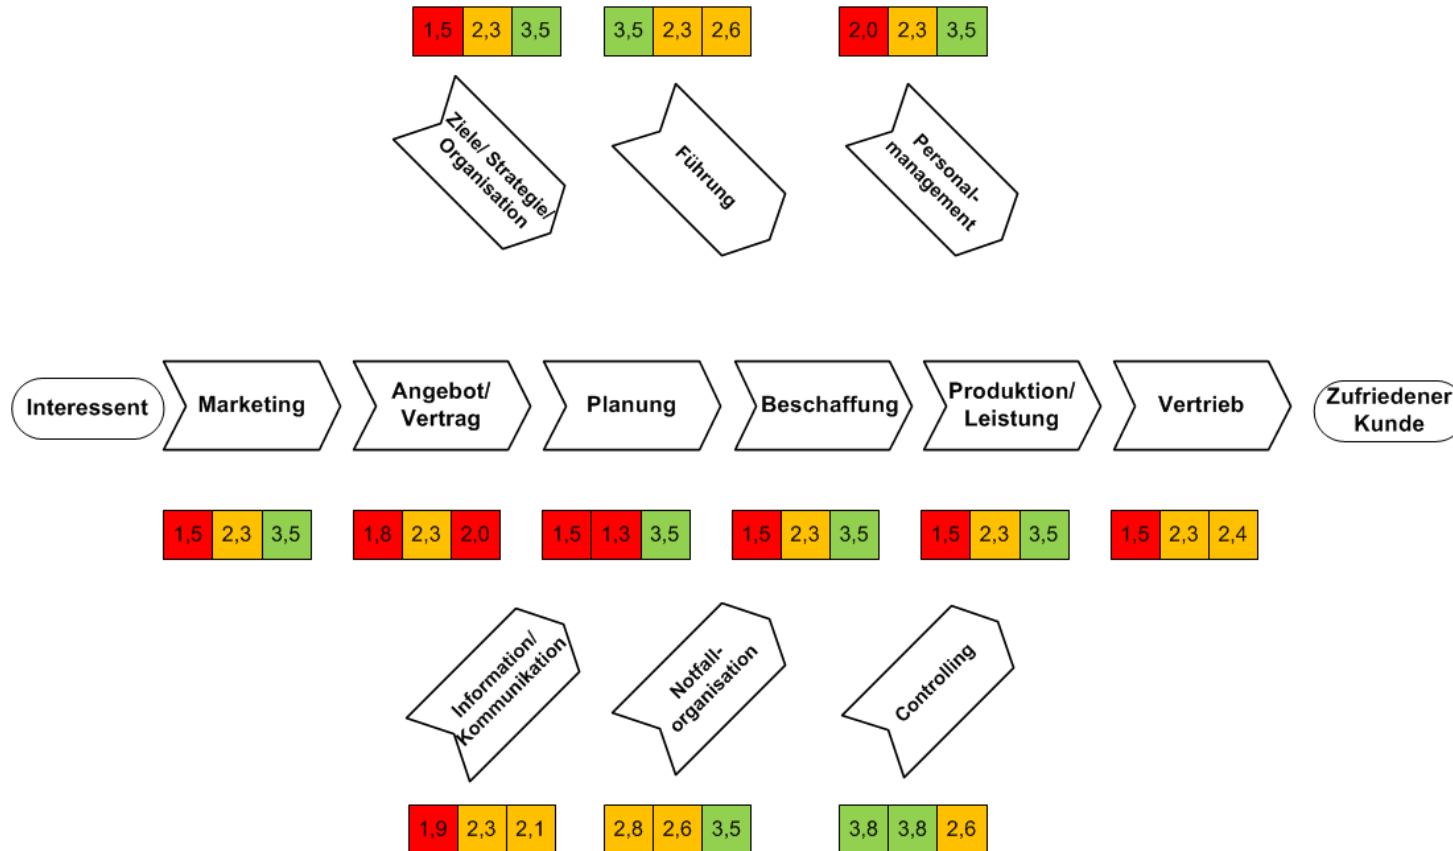 1,5 2,3 3,5
3,5 2,3 2,6
2,0 2,3 3,5
Ziele/ Strategie/
Organisation
Führung
Personal-
management
Interessent
Marketing
Angebot/
Vertrag
Planung
Beschaffung
Produktion/
Leistung
Vertrieb
Zufriedener
Kunde
1,5 2,3 3,5
1,8 2,3 2,0
1,5 1,3 3,5
1,5 2,3 3,5
1,5 2,3 3,5
1,5 2,3 2,4
Information/
Kommunikation
Notfall-
organisation
Controlling
1,9 2,3 2,1
2,8 2,6 3,5
3,8 3,8 2,6